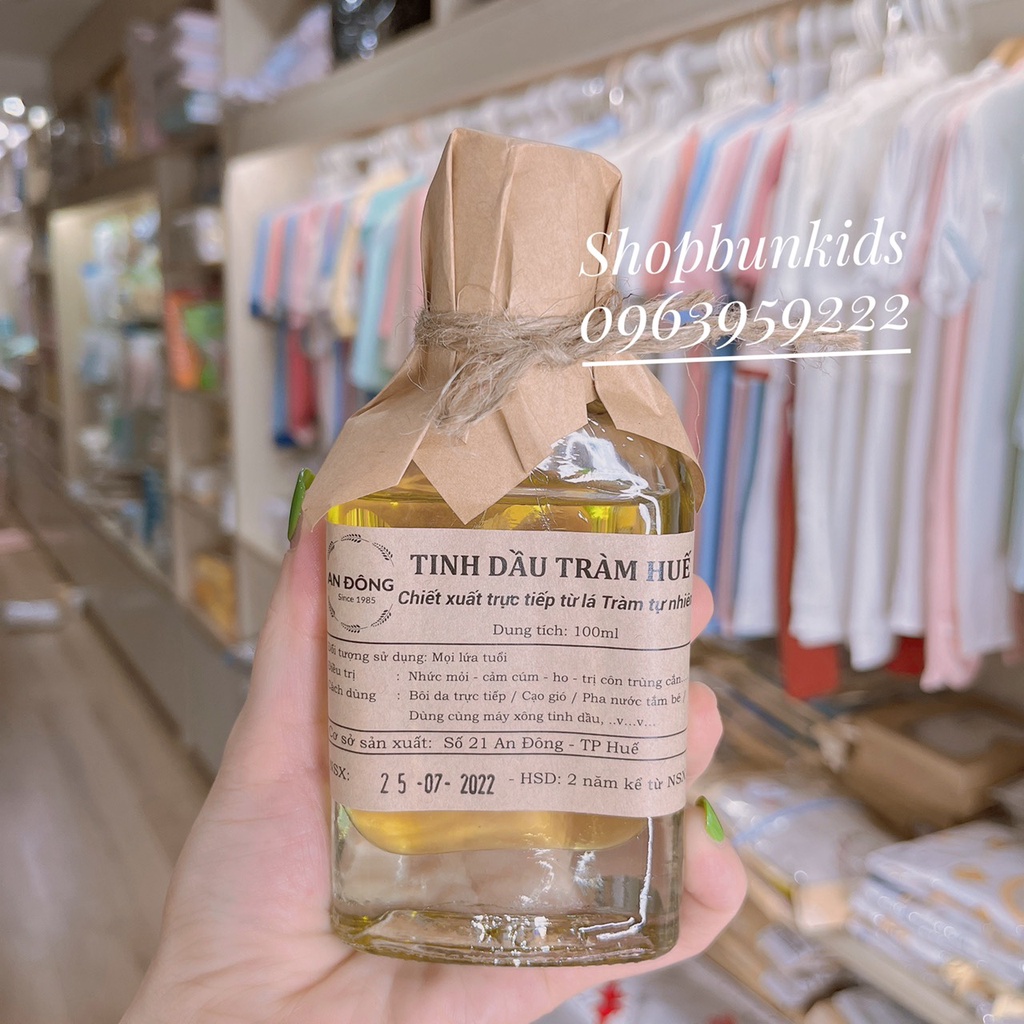 Shopbunkids
0963959222
AN ĐÔNG
Since 1985
TINH DẦU TRÀM HUẾ
Chiết xuất trực tiếp từ lá Tràm tự nhiên
Dung tích: 100ml
tượng sử dụng: Mọi lứa tuổi
trị : Nhức mỏi - cảm cúm - ho - trị côn trùng cắn...
Cách dùng : Bôi da trực tiếp / Cạo gió / Pha nước tắm bé /
Dùng cùng máy xông tinh dầu, ..v...v...
Cơ sở sản xuất: Số 21 An Đông - TP Huế
NSX: 25-07-2022 - HSD: 2 năm kể từ NSX